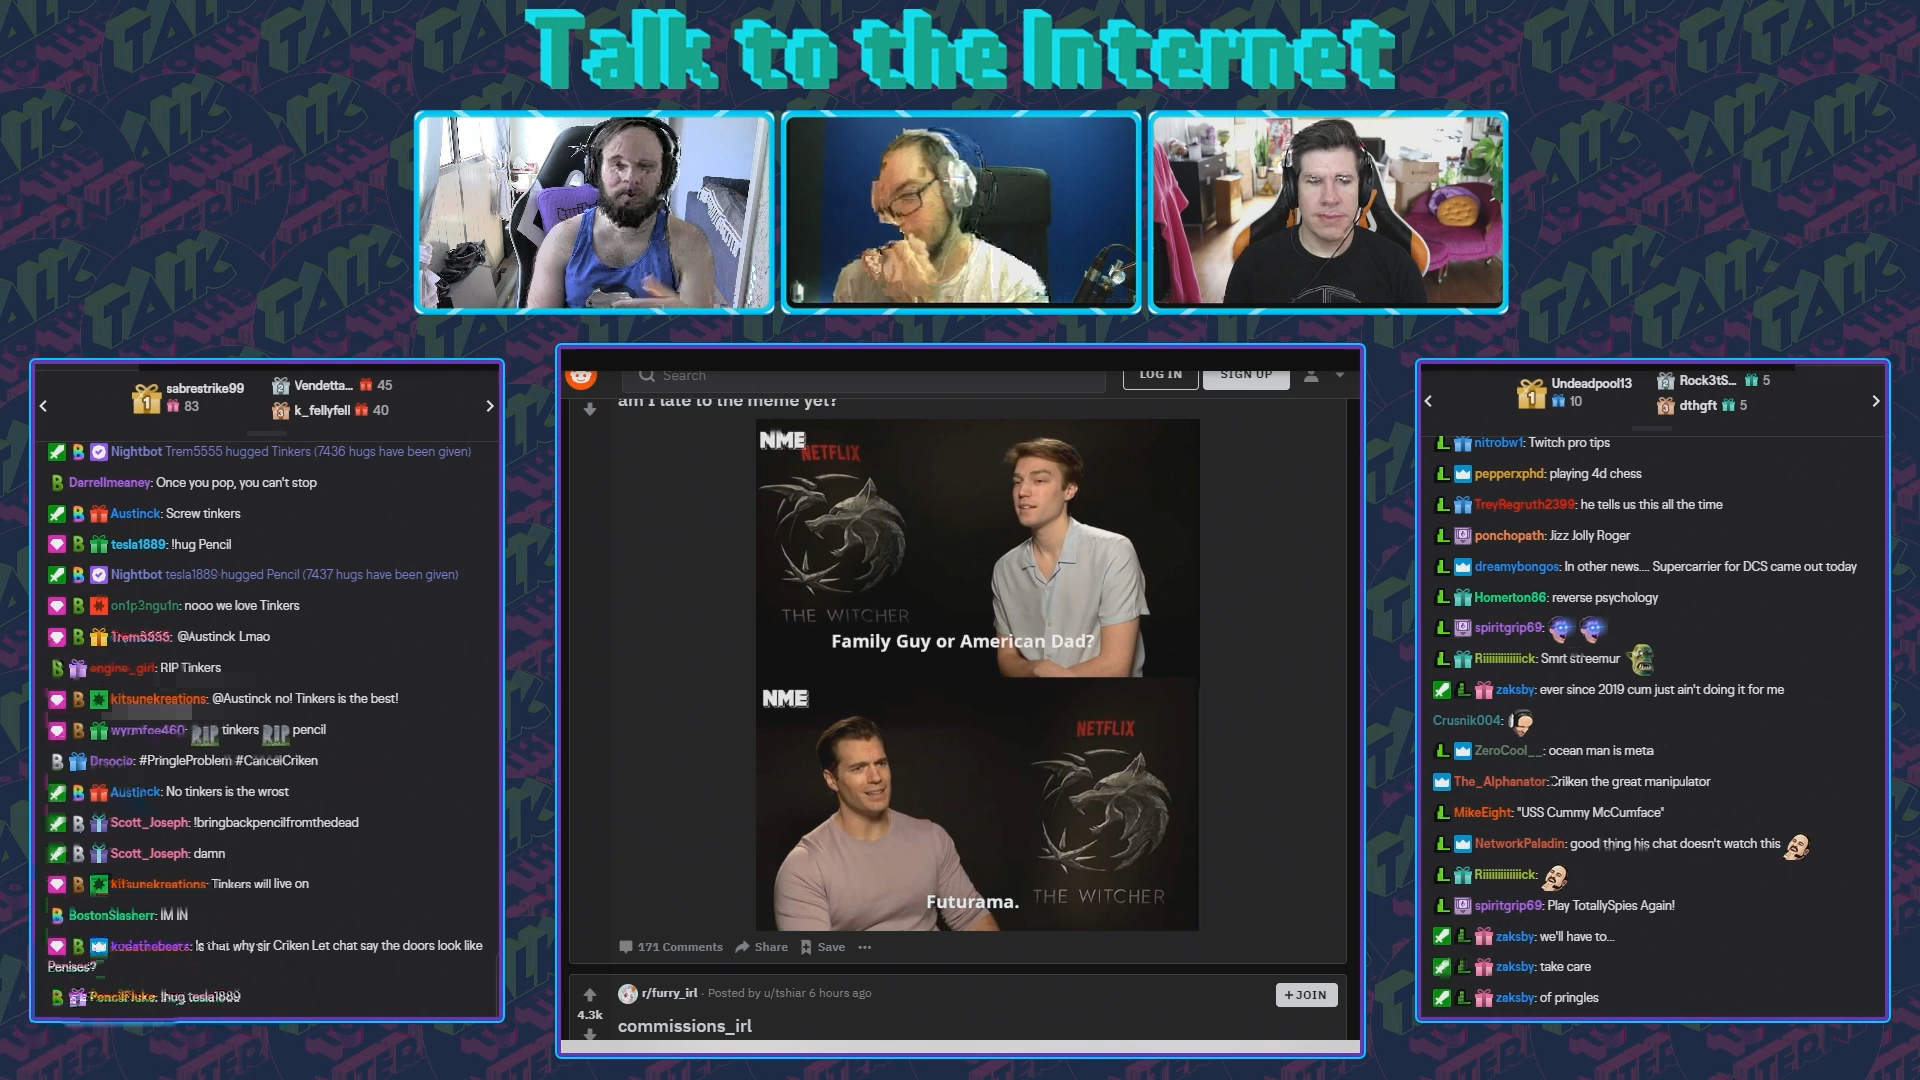 Talk to the Internet
sabrestrike99
83
Vendetta... 45
k_fellyfell 40
Nightbot Trem5555 hugged Tinkers (7436 hugs have been given)
Darrellmeaney: Once you pop, you can't stop
Austinck: Screw tinkers
tesla1889: !hug Pencil
Nightbot tesla1889 hugged Pencil (7437 hugs have been given)
on1p3ngu1n: nooo we love Tinkers
Trem5555: @Austinck Lmao
engine_girl: RIP Tinkers
kitsunekreations: @Austinck no! Tinkers is the best!
wyrmfoe460: RIP tinkers RIP pencil
Drsocio: #PringleProblem #CancelCriken
Austinck: No tinkers is the wrost
Scott_Joseph: !bringbackpencilfromthedead
Scott_Joseph: damn
kitsunekreations: Tinkers will live on
BostonSlasherr: IM IN
Is that why sir Criken Let chat say the doors look like
Penises?
!hug tesla1889
Search
LOG IN
SIGN UP
am I late to the meme yet?
NME
NETFLIX
THE WITCHER
Family Guy or American Dad?
NME
NETFLIX
THE WITCHER
Futurama.
171 Comments Share Save
r/furry_irl · Posted by u/tshiar 6 hours ago
+ JOIN
4.3k
commissions_irl
Undeadpool13
10
Rock3tS... 5
dthgft 5
nitrobw1: Twitch pro tips
pepperxphd: playing 4d chess
TreyRegruth2399: he tells us this all the time
ponchopath: Jizz Jolly Roger
dreamybongos: In other news.... Supercarrier for DCS came out today
Homerton86: reverse psychology
spiritgrip69:
Smrt streemur
zaksby: ever since 2019 cum just ain't doing it for me
Crusnik004:
ZeroCool__: ocean man is meta
The_Alphanator: Criken the great manipulator
MikeEight: "USS Cummy McCumface"
NetworkPaladin: good thing his chat doesn't watch this
spiritgrip69: Play TotallySpies Again!
zaksby: we'll have to...
zaksby: take care
zaksby: of pringles